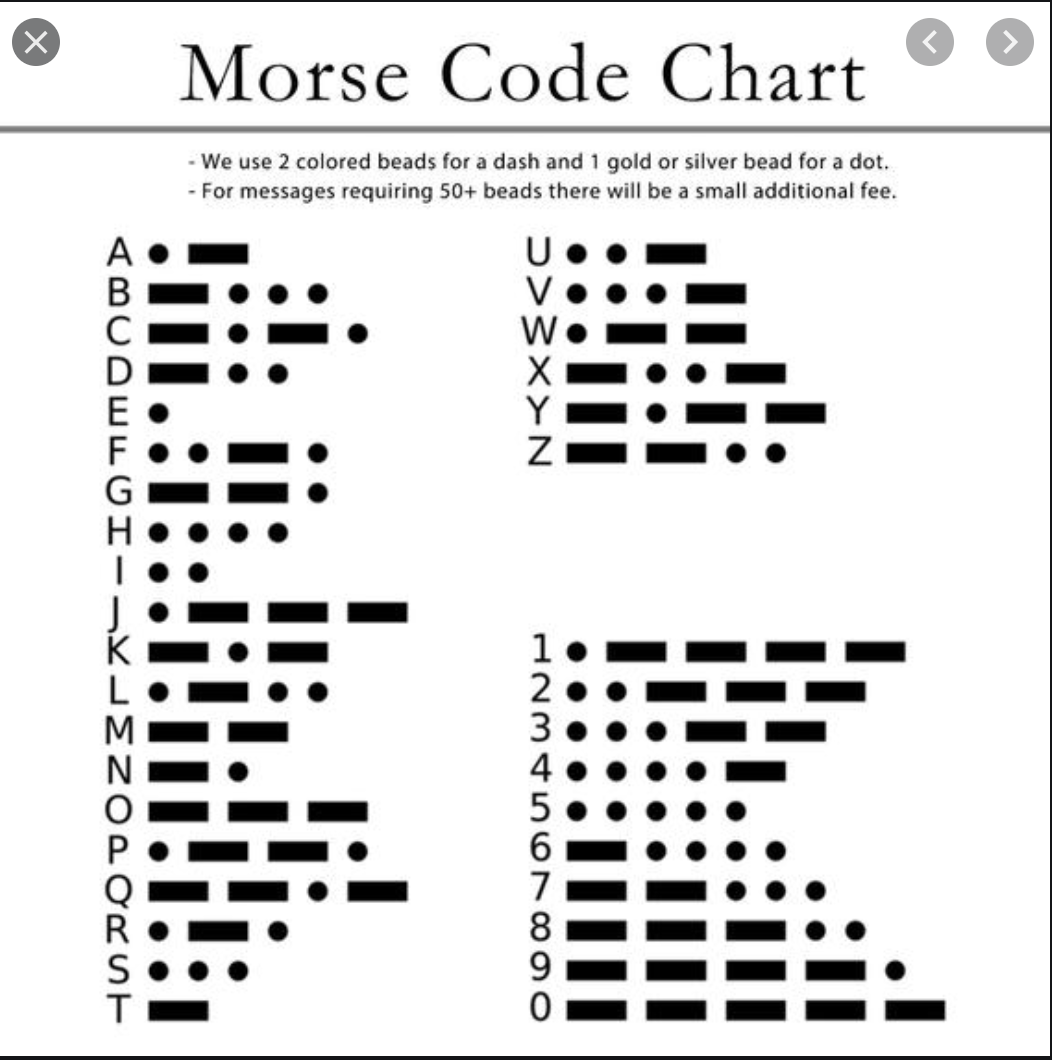 Morse Code Chart
- We use 2 colored beads for a dash and 1 gold or silver bead for a dot.
- For messages requiring 50+ beads there will be a small additional fee.
A
B
C
D
E
F
G
H
I
J
K
L
M
N
O
P
Q
R
S
T
U
V
W
X
Y
Z
1
2
3
4
5
6
7
8
9
0